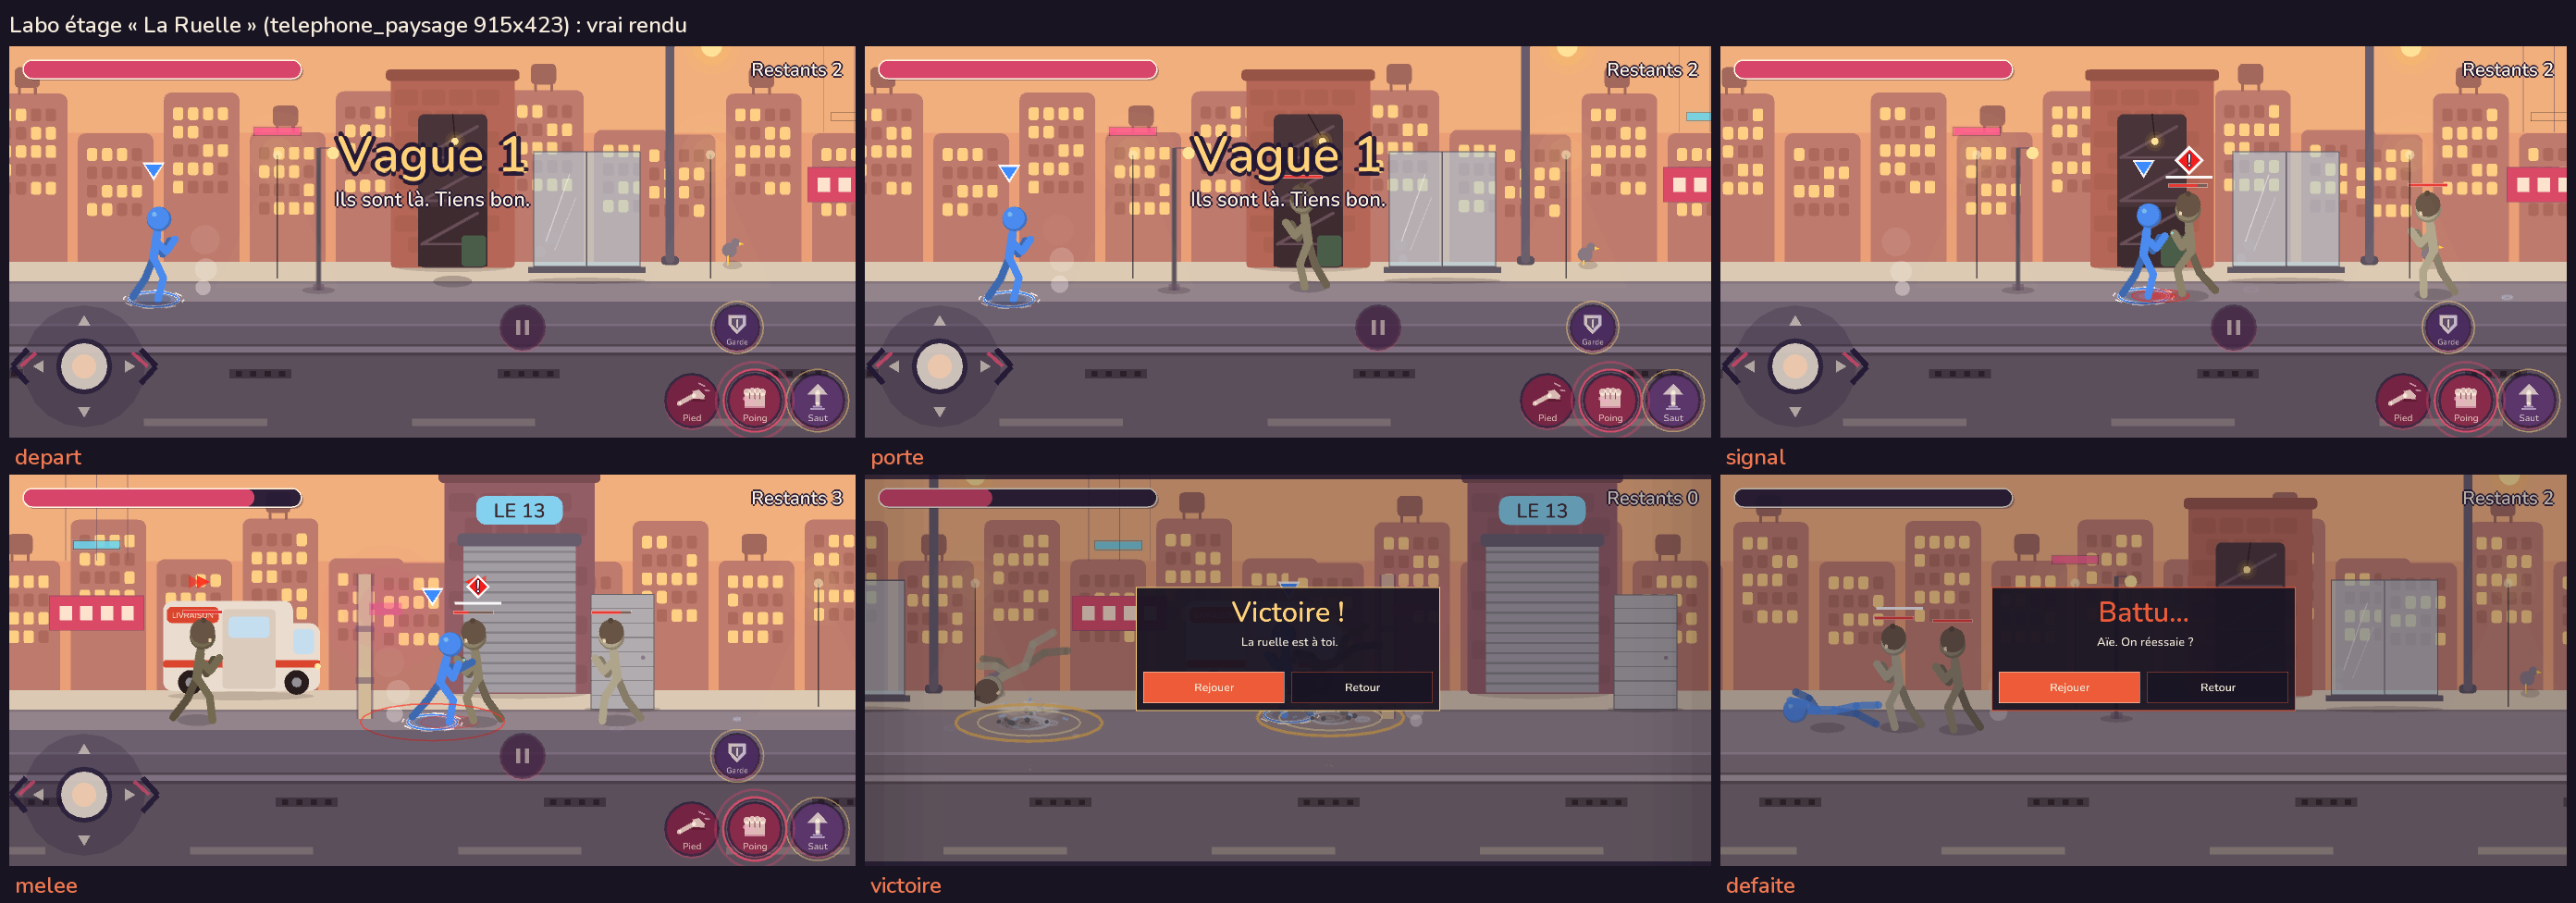 Labo étage « La Ruelle » (telephone_paysage 915x423) : vrai rendu
Restants 2
Vague 1
Ils sont là. Tiens bon.
Garde
Pied
Poing
Saut
depart
Restants 2
Vague 1
Ils sont là. Tiens bon.
Garde
Pied
Poing
Saut
porte
Restants 2
!
Garde
Pied
Poing
Saut
signal
Restants 3
LE 13
!
LIVRAISON
Garde
Pied
Poing
Saut
melee
Restants 0
LE 13
Victoire !
La ruelle est à toi.
Rejouer
Retour
victoire
Restants 2
Battu...
Aïe. On réessaie ?
Rejouer
Retour
defaite